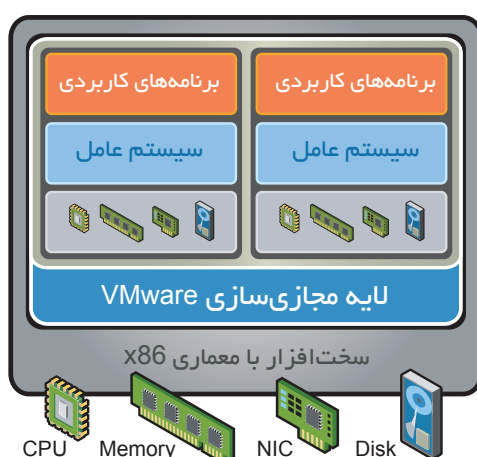 برنامه‌های کاربردی
برنامه‌های کاربردی
سیستم عامل
سیستم عامل
لایه مجازی‌سازی VMware
سخت‌افزار با معماری x86
CPU Memory NIC Disk